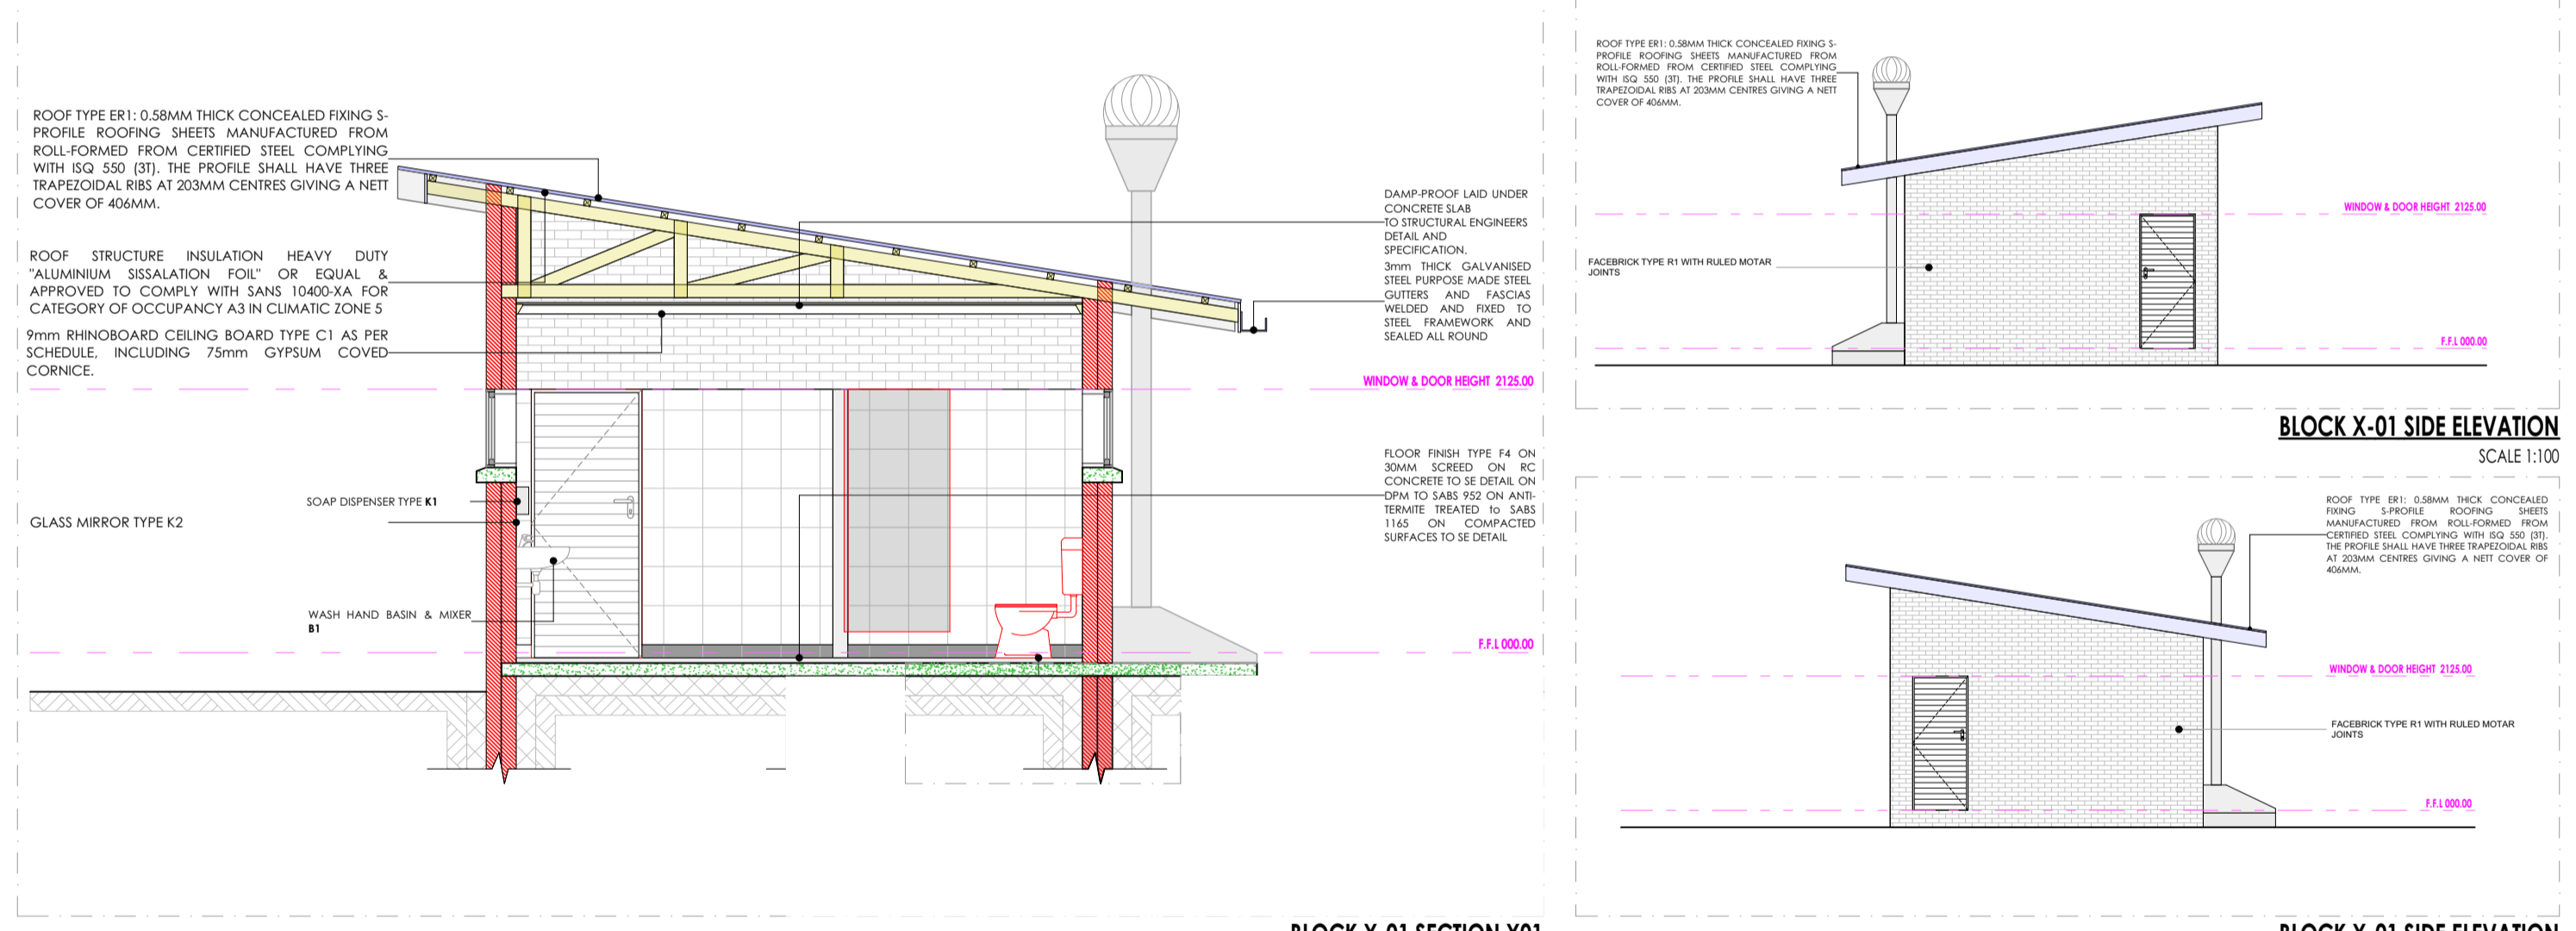 ROOF TYPE ER1: 0.58MM THICK CONCEALED FIXING S-
PROFILE ROOFING SHEETS MANUFACTURED FROM
ROLL-FORMED FROM CERTIFIED STEEL COMPLYING
WITH ISQ 550 (3T). THE PROFILE SHALL HAVE THREE
TRAPEZOIDAL RIBS AT 203MM CENTRES GIVING A NETT
COVER OF 406MM.
ROOF STRUCTURE INSULATION HEAVY DUTY
"ALUMINIUM SISSALATION FOIL" OR EQUAL &
APPROVED TO COMPLY WITH SANS 10400-XA FOR
CATEGORY OF OCCUPANCY A3 IN CLIMATIC ZONE 5
9mm RHINOBOARD CEILING BOARD TYPE C1 AS PER
SCHEDULE, INCLUDING 75mm GYPSUM COVED
CORNICE.
SOAP DISPENSER TYPE K1
GLASS MIRROR TYPE K2
WASH HAND BASIN & MIXER
B1
DAMP-PROOF LAID UNDER
CONCRETE SLAB
TO STRUCTURAL ENGINEERS
DETAIL AND
SPECIFICATION.
3mm THICK GALVANISED
STEEL PURPOSE MADE STEEL
GUTTERS AND FASCIAS
WELDED AND FIXED TO
STEEL FRAMEWORK AND
SEALED ALL ROUND
WINDOW & DOOR HEIGHT 2125.00
FLOOR FINISH TYPE F4 ON
30MM SCREED ON RC
CONCRETE TO SE DETAIL ON
DPM TO SABS 952 ON ANTI-
TERMITE TREATED to SABS
1165 ON COMPACTED
SURFACES TO SE DETAIL
F.F.L 000.00
BLOCK X-01 SECTION Y01
ROOF TYPE ER1: 0.58MM THICK CONCEALED FIXING S-
PROFILE ROOFING SHEETS MANUFACTURED FROM
ROLL-FORMED FROM CERTIFIED STEEL COMPLYING
WITH ISQ 550 (3T). THE PROFILE SHALL HAVE THREE
TRAPEZOIDAL RIBS AT 203MM CENTRES GIVING A NETT
COVER OF 406MM.
WINDOW & DOOR HEIGHT 2125.00
FACEBRICK TYPE R1 WITH RULED MOTAR
JOINTS
F.F.L 000.00
BLOCK X-01 SIDE ELEVATION
SCALE 1:100
ROOF TYPE ER1: 0.58MM THICK CONCEALED
FIXING S-PROFILE ROOFING SHEETS
MANUFACTURED FROM ROLL-FORMED FROM
CERTIFIED STEEL COMPLYING WITH ISQ 550 (3T).
THE PROFILE SHALL HAVE THREE TRAPEZOIDAL RIBS
AT 203MM CENTRES GIVING A NETT COVER OF
406MM.
WINDOW & DOOR HEIGHT 2125.00
FACEBRICK TYPE R1 WITH RULED MOTAR
JOINTS
F.F.L 000.00
BLOCK X-01 SIDE ELEVATION